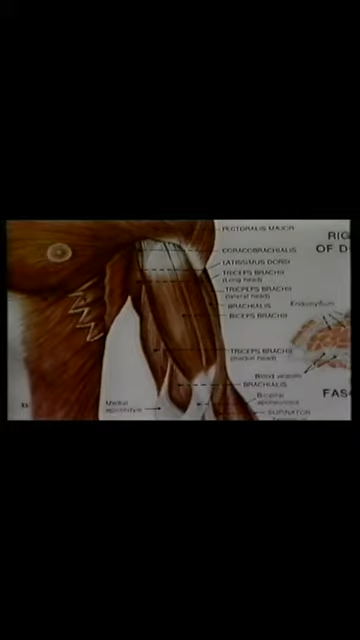 PECTORALIS MAJOR
RIG
OF D
CORACOBRACHIALIS
LATISSIMUS DORSI
TRICEPS BRACHII
(long head)
TRICEPS BRACHII
(lateral head)
BRACHIALIS
BICEPS BRACHII
Endomysium
TRICEPS BRACHII
(medial head)
Blood vessels
BRACHIALIS
FAS
Medial
epicondyle
Bicipital
aponeurosis
SUPINATOR